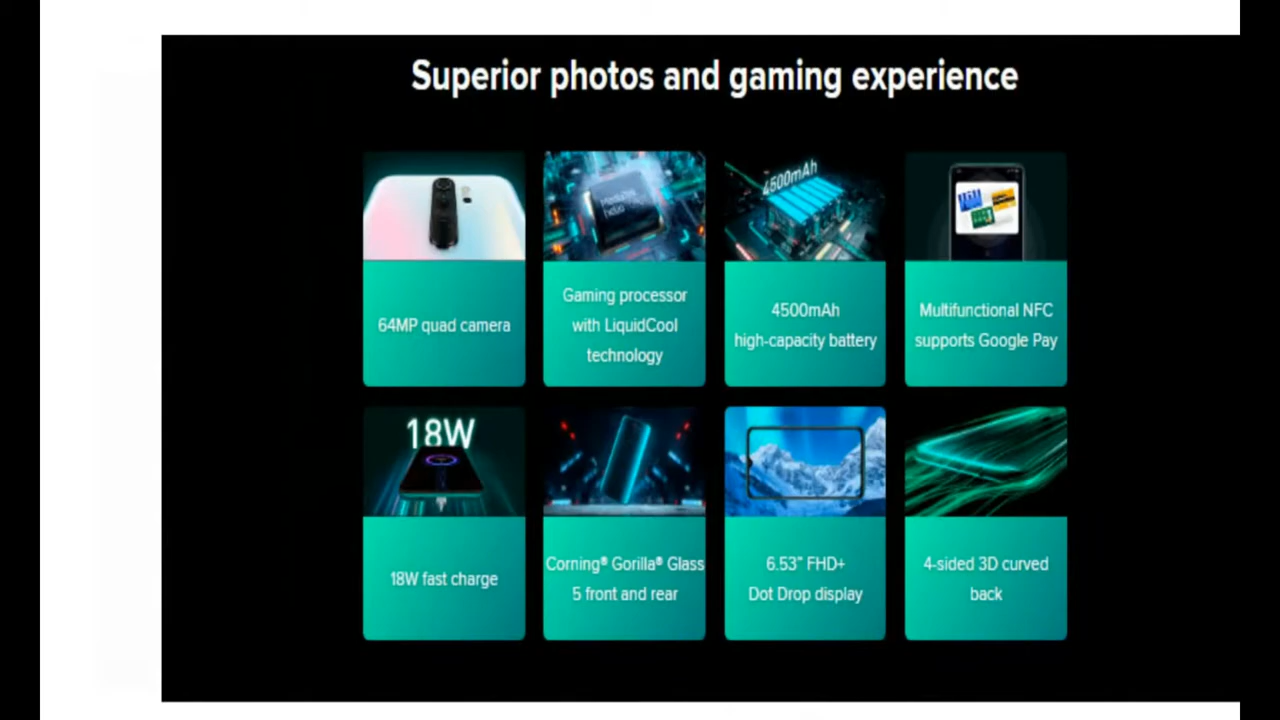 Superior photos and gaming experience
4500mAh
64MP quad camera
Gaming processor
with LiquidCool
technology
4500mAh
high-capacity battery
Multifunctional NFC
supports Google Pay
18W
18W fast charge
Corning® Gorilla® Glass
5 front and rear
6.53" FHD+
Dot Drop display
4-sided 3D curved
back